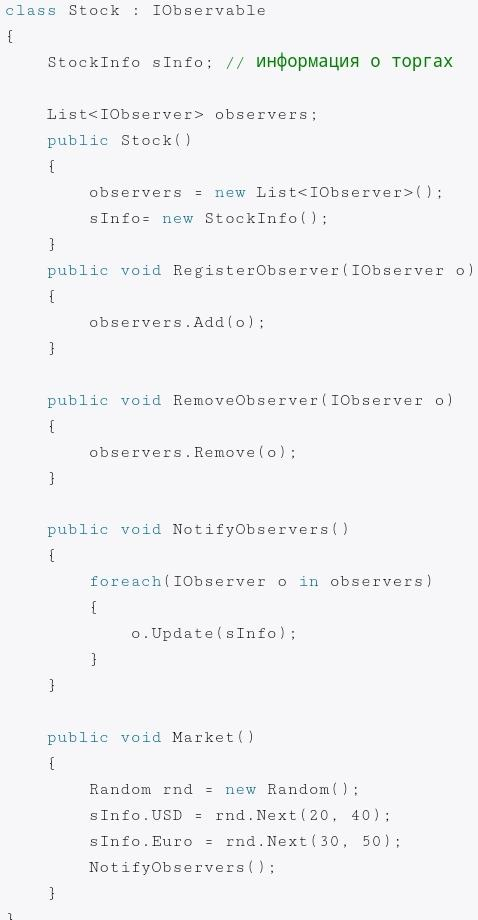 class Stock : IObservable
{
    StockInfo sInfo; // информация о торгах

    List<IObserver> observers;
    public Stock()
    {
        observers = new List<IObserver>();
        sInfo= new StockInfo();
    }
    public void RegisterObserver(IObserver o)
    {
        observers.Add(o);
    }

    public void RemoveObserver(IObserver o)
    {
        observers.Remove(o);
    }

    public void NotifyObservers()
    {
        foreach(IObserver o in observers)
        {
            o.Update(sInfo);
        }
    }

    public void Market()
    {
        Random rnd = new Random();
        sInfo.USD = rnd.Next(20, 40);
        sInfo.Euro = rnd.Next(30, 50);
        NotifyObservers();
    }
}